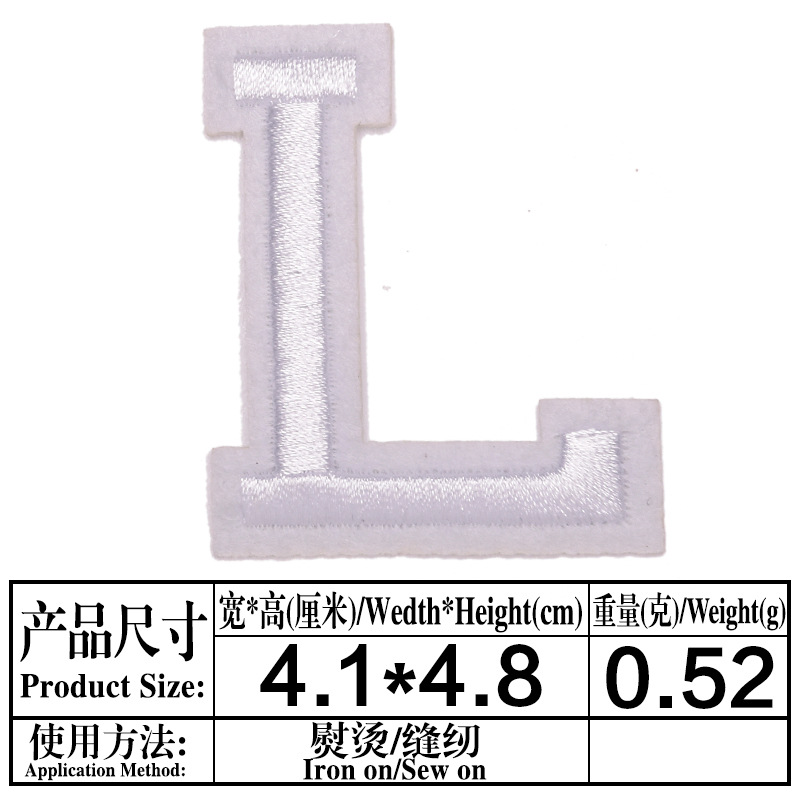 L
产品尺寸
Product Size:
宽*高(厘米)/Wedth*Height(cm)
4.1*4.8
重量(克)/Weight(g)
0.52
使用方法:
Application Method:
熨烫/缝纫
Iron on/Sew on